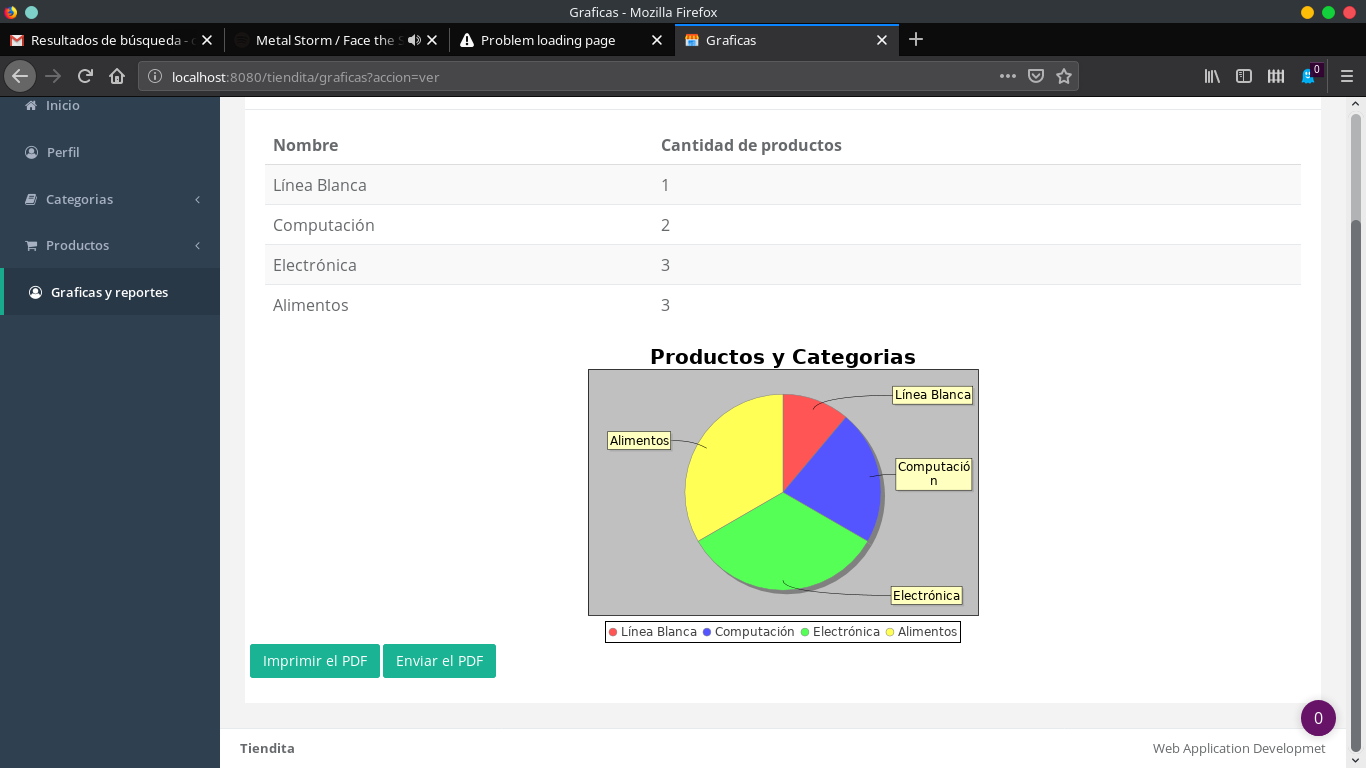 Graficas - Mozilla Firefox
Resultados de búsqueda - 
Metal Storm / Face the S
Problem loading page
Graficas
localhost:8080/tiendita/graficas?accion=ver
0
Inicio
Perfil
Categorias
Productos
Graficas y reportes
Nombre Cantidad de productos
Línea Blanca 1
Computación 2
Electrónica 3
Alimentos 3
Productos y Categorias
Línea Blanca
Alimentos
Computació
n
Electrónica
Línea Blanca Computación Electrónica Alimentos
Imprimir el PDF Enviar el PDF
0
Tiendita Web Application Developmet